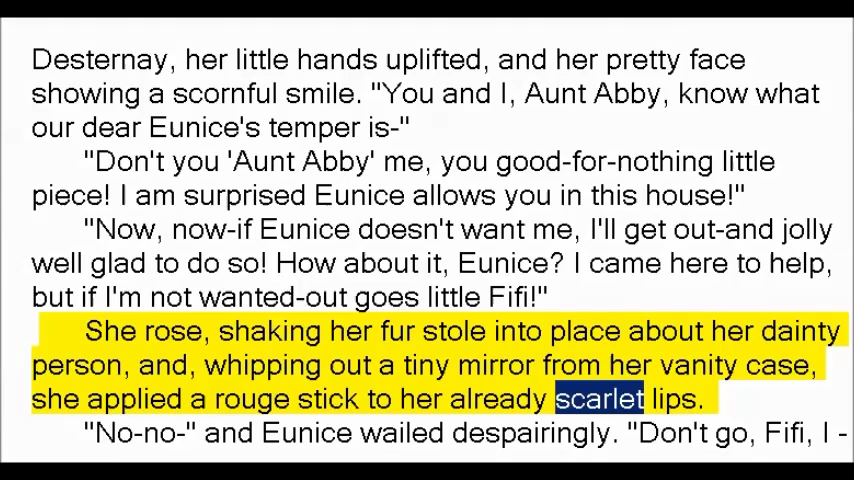 Desternay, her little hands uplifted, and her pretty face
showing a scornful smile. "You and I, Aunt Abby, know what
our dear Eunice's temper is-"
"Don't you 'Aunt Abby' me, you good-for-nothing little
piece! I am surprised Eunice allows you in this house!"
"Now, now-if Eunice doesn't want me, I'll get out-and jolly
well glad to do so! How about it, Eunice? I came here to help,
but if I'm not wanted-out goes little Fifi!"
She rose, shaking her fur stole into place about her dainty
person, and, whipping out a tiny mirror from her vanity case,
she applied a rouge stick to her already scarlet lips.
"No-no-" and Eunice wailed despairingly. "Don't go, Fifi, I -